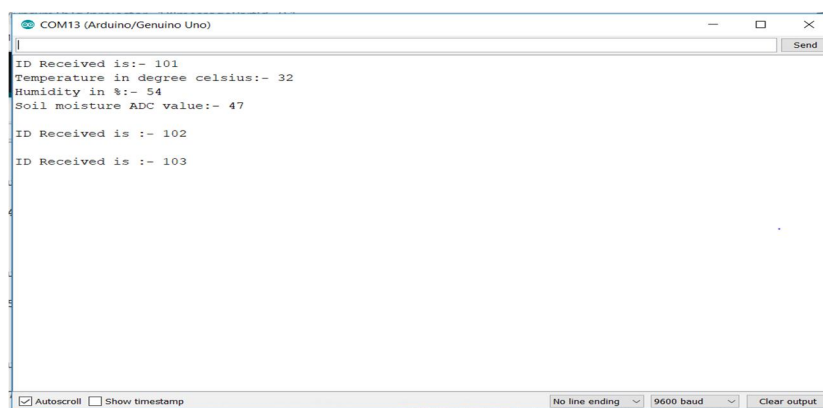 COM13 (Arduino/Genuino Uno)
Send
ID Received is:- 101
Temperature in degree celsius:- 32
Humidity in %:- 54
Soil moisture ADC value:- 47
ID Received is :- 102
ID Received is :- 103
Autoscroll Show timestamp No line ending 9600 baud Clear output